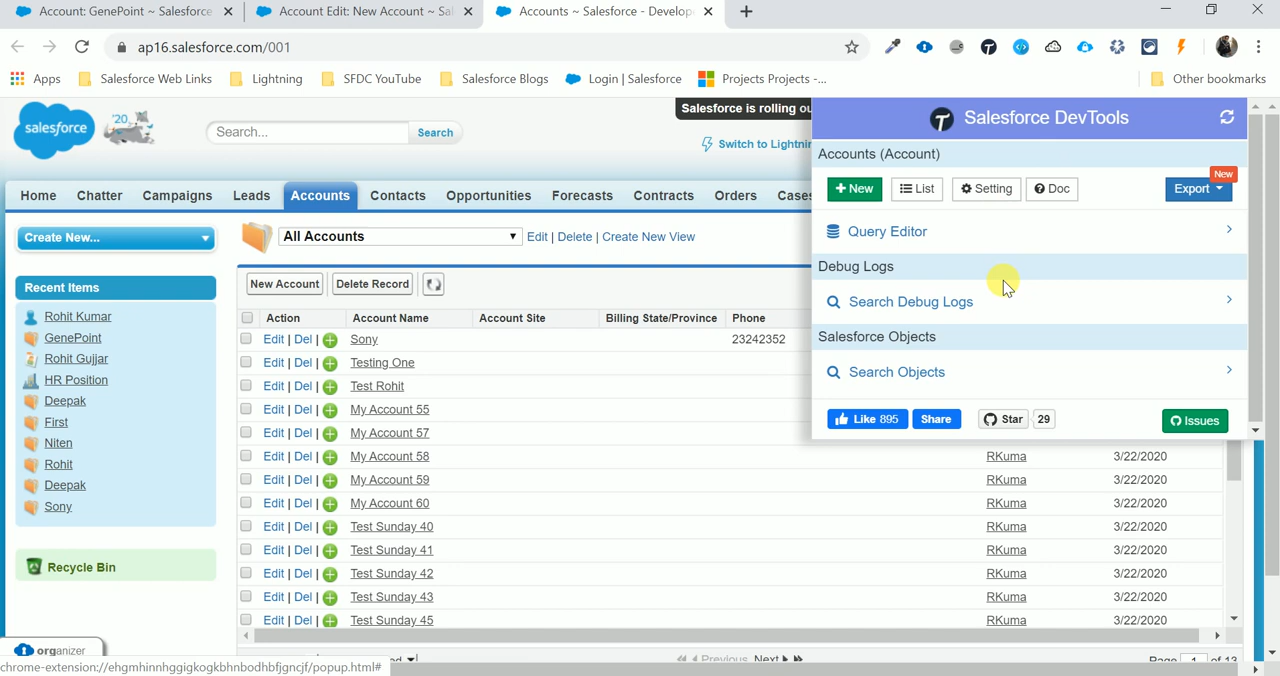 Account: GenePoint ~ Salesforce
Account Edit: New Account ~ Sal
Accounts ~ Salesforce - Develop
ap16.salesforce.com/001
Apps
Salesforce Web Links
Lightning
SFDC YouTube
Salesforce Blogs
Login | Salesforce
Projects Projects -...
Other bookmarks
salesforce
'20
Search...
Search
Salesforce is rolling ou
Switch to Lightnin
Home Chatter Campaigns Leads Accounts Contacts Opportunities Forecasts Contracts Orders Cases
Salesforce DevTools
Accounts (Account)
New
+ New
List
Setting
Doc
Export
Query Editor
Debug Logs
Search Debug Logs
Salesforce Objects
Search Objects
Like 895
Share
Star
29
Issues
Create New...
Recent Items
Rohit Kumar
GenePoint
Rohit Gujjar
HR Position
Deepak
First
Niten
Rohit
Deepak
Sony
Recycle Bin
All Accounts
Edit | Delete | Create New View
New Account
Delete Record
Action Account Name Account Site Billing State/Province Phone
Edit | Del | Sony 23242352
Edit | Del | Testing One
Edit | Del | Test Rohit
Edit | Del | My Account 55
Edit | Del | My Account 57
Edit | Del | My Account 58 RKuma 3/22/2020
Edit | Del | My Account 59 RKuma 3/22/2020
Edit | Del | My Account 60 RKuma 3/22/2020
Edit | Del | Test Sunday 40 RKuma 3/22/2020
Edit | Del | Test Sunday 41 RKuma 3/22/2020
Edit | Del | Test Sunday 42 RKuma 3/22/2020
Edit | Del | Test Sunday 43 RKuma 3/22/2020
Edit | Del | Test Sunday 45 RKuma 3/22/2020
organizer
Previous Next
Page 1 of 13
chrome-extension://ehgmhinnhggigkogkbhnbodhbfjgncjf/popup.html#